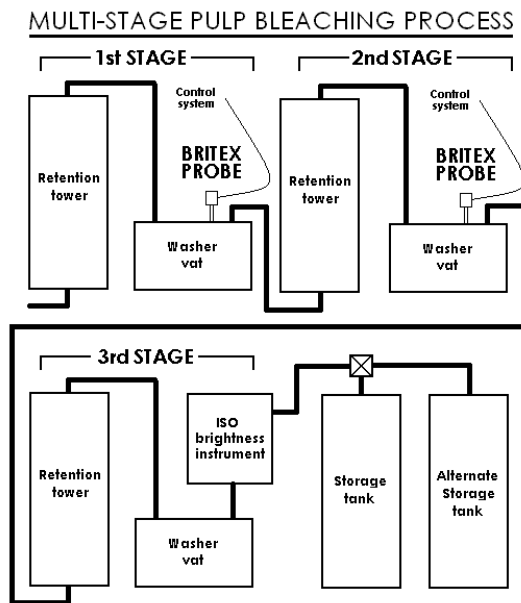 MULTI-STAGE PULP BLEACHING PROCESS
1st STAGE
Retention
tower
Control
system
BRITEX
PROBE
Washer
vat
2nd STAGE
Retention
tower
Control
system
BRITEX
PROBE
Washer
vat
3rd STAGE
Retention
tower
ISO
brightness
instrument
Washer
vat
Storage
tank
Alternate
Storage
tank